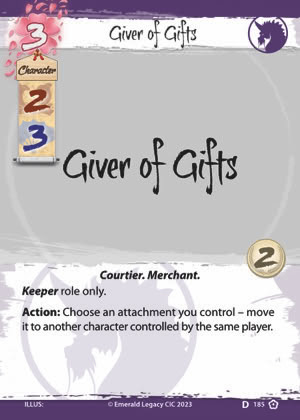 3
Giver of Gifts
Character
2
3
Giver of Gifts
2
Courtier. Merchant.
Keeper role only.
Action: Choose an attachment you control – move
it to another character controlled by the same player.
ILLUS:
© Emerald Legacy CIC 2023
D 185